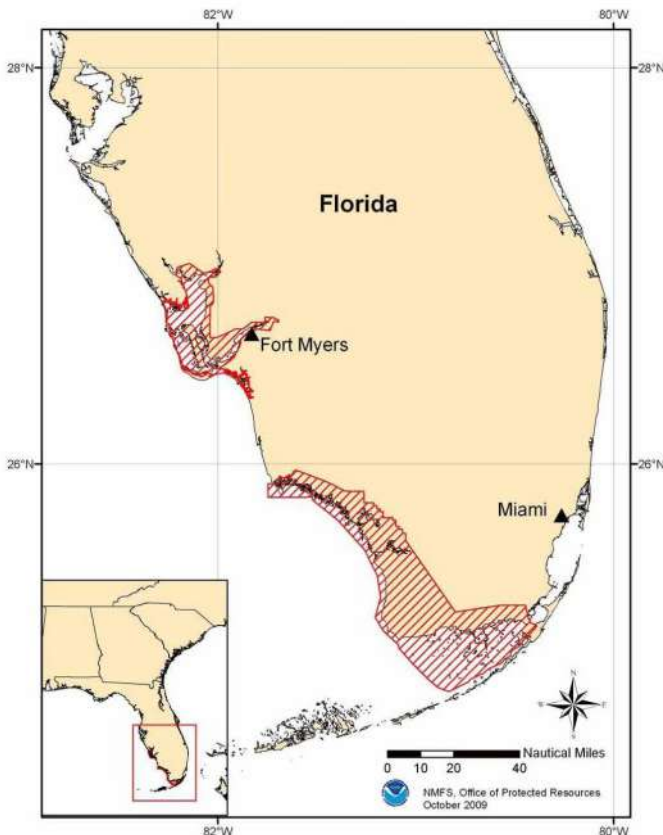 82°W
80°W
28°N
28°N
Florida
Fort Myers
26°N
26°N
Miami
N
Nautical Miles
0 10 20 40
NMFS, Office of Protected Resources
October 2009
82°W
80°W